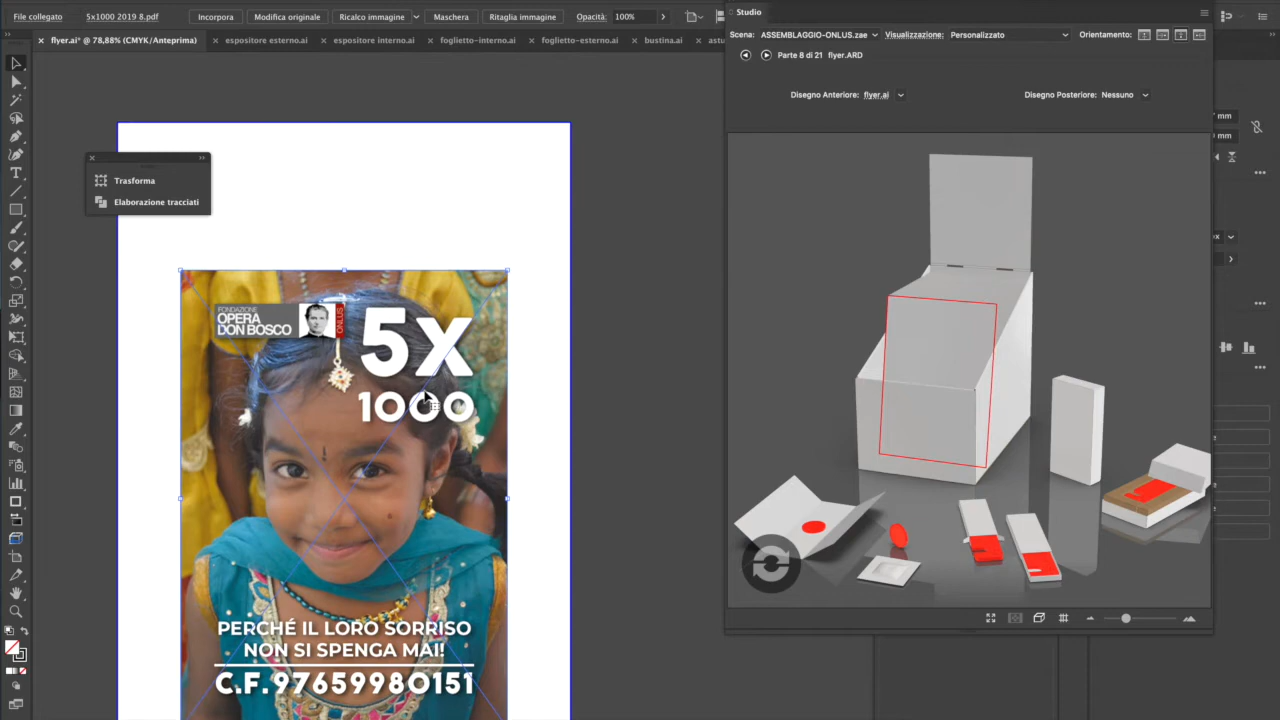 File collegato 5x1000 2019 8.pdf Incorpora Modifica originale Ricalco immagine Maschera Ritaglia immagine Opacità: 100%
× flyer.ai* @ 78,88% (CMYK/Anteprima) × espositore esterno.ai × espositore interno.ai × foglietto-interno.ai × foglietto-esterno.ai × bustina.ai × astu
Studio
Scena: ASSEMBLAGGIO-ONLUS.zae Visualizzazione: Personalizzato Orientamento:
Parte 8 di 21 flyer.ARD
Disegno Anteriore: flyer.ai Disegno Posteriore: Nessuno
mm
mm
Trasforma
Elaborazione tracciati
FONDAZIONE
OPERA
DON BOSCO
ONLUS
5X
1000
PERCHÉ IL LORO SORRISO
NON SI SPENGA MAI!
C.F. 97659980151